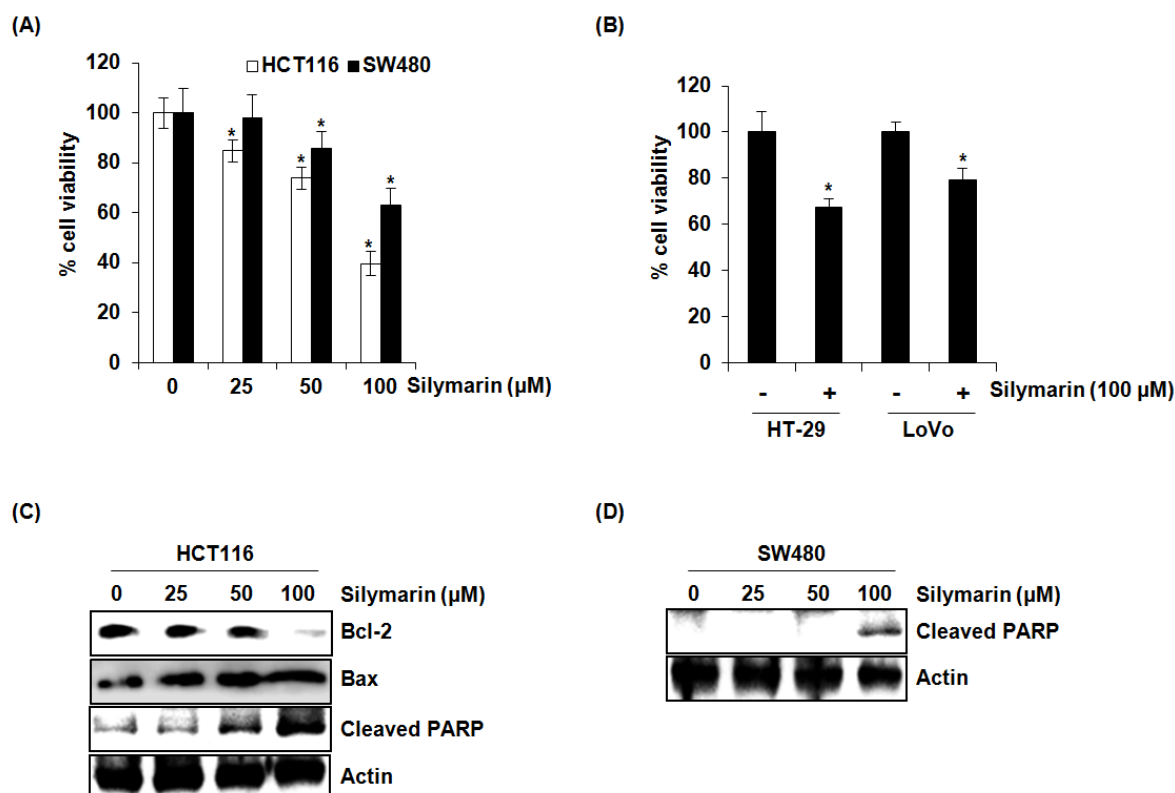 (A)
120
100
80
60
40
20
0
% cell viability
HCT116 SW480
* * * * *
0 25 50 100 Silymarin (µM)
(B)
120
100
80
60
40
20
0
% cell viability
* *
- + - + Silymarin (100 µM)
HT-29 LoVo
(C)
HCT116
0 25 50 100 Silymarin (µM)
Bcl-2
Bax
Cleaved PARP
Actin
(D)
SW480
0 25 50 100 Silymarin (µM)
Cleaved PARP
Actin